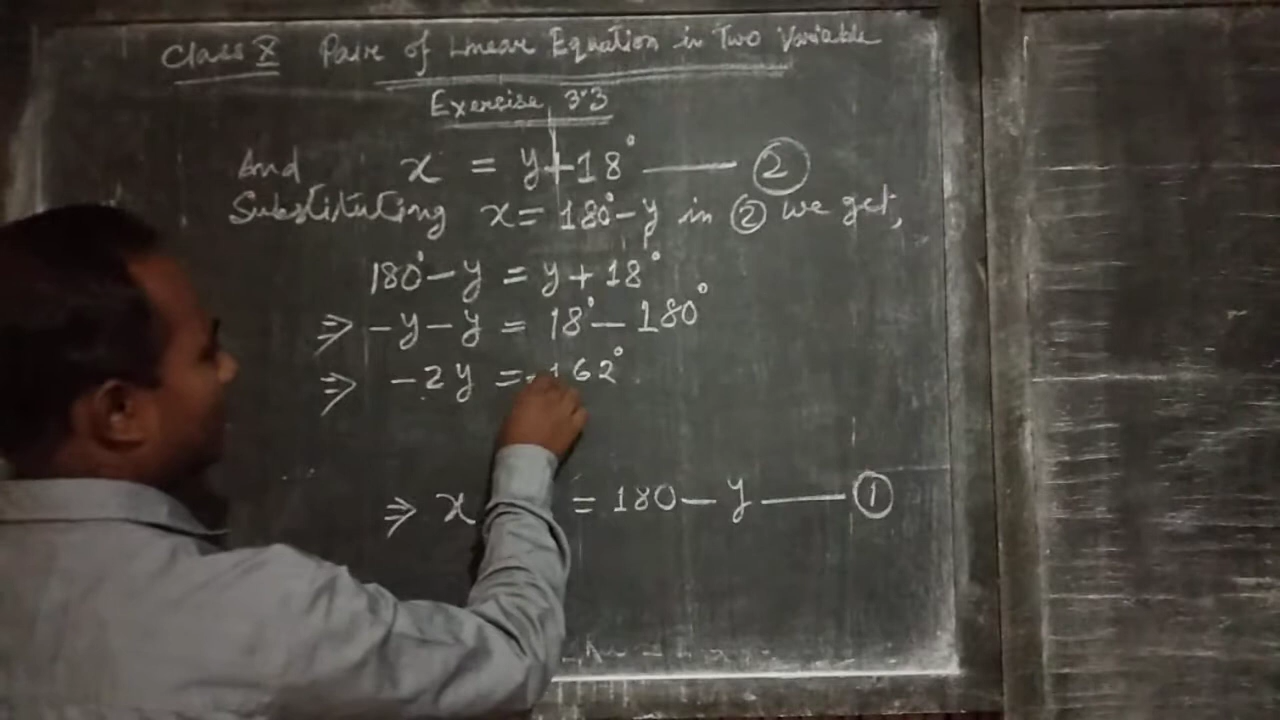 Class X Pair of Linear Equation in Two Variable
Exercise 3.3
And x = y+18° —— ②
Substituting x = 180°-y in ② we get,
180°-y = y+18°
⇒ -y-y = 18°-180°
⇒ -2y = -162°
⇒ x = 180-y —— ①